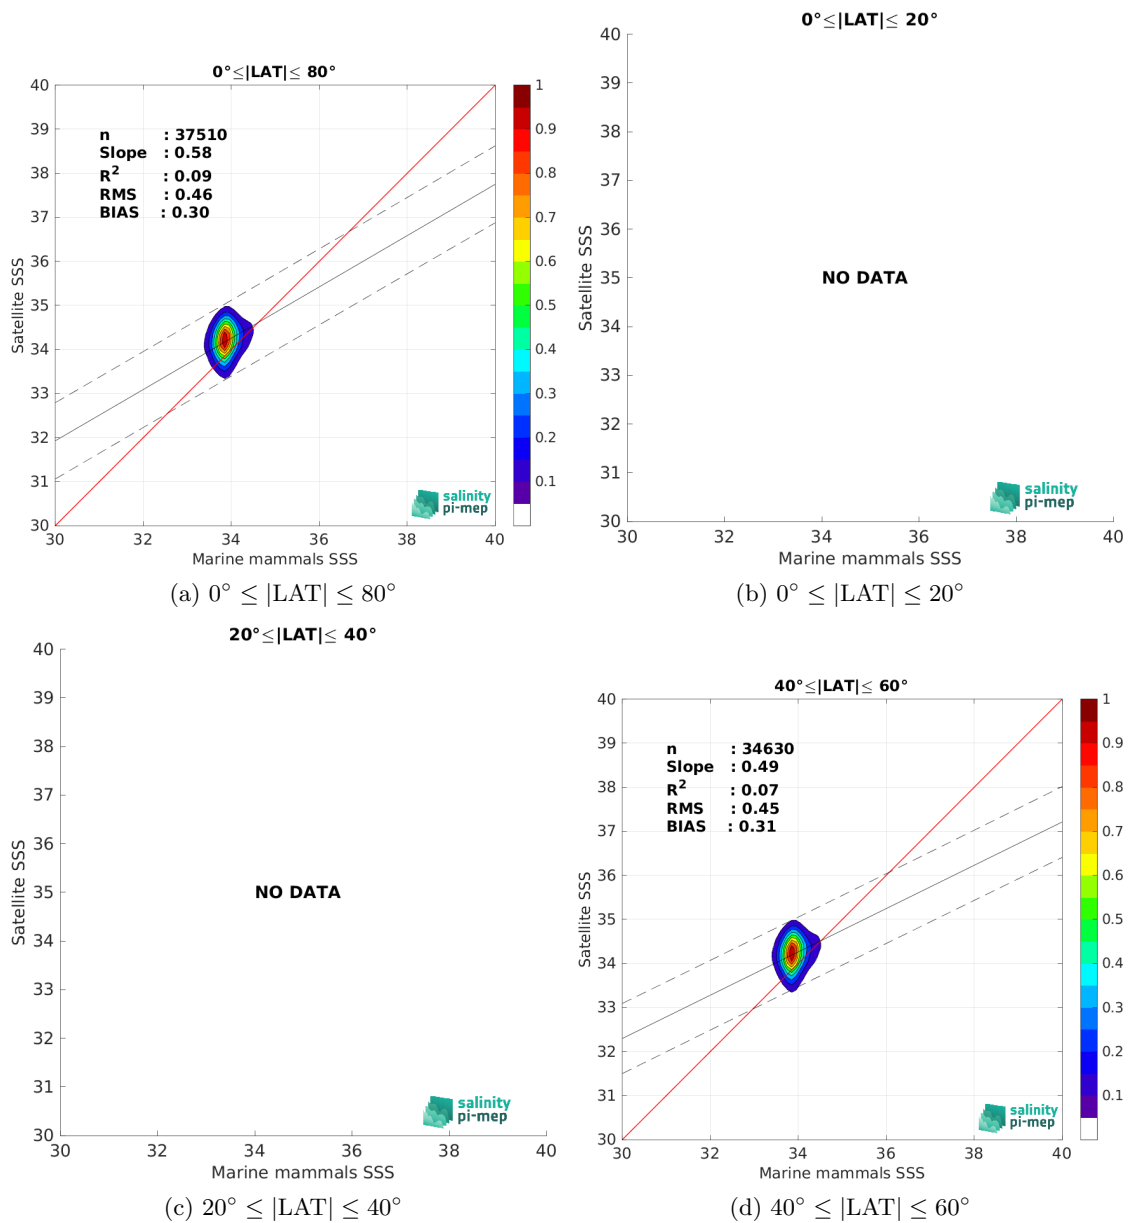 0°≤|LAT|≤ 80°
40
39
38
37
36
35
34
33
32
31
30
n : 37510
Slope : 0.58
R² : 0.09
RMS : 0.46
BIAS : 0.30
1
0.9
0.8
0.7
0.6
0.5
0.4
0.3
0.2
0.1
Satellite SSS
salinity
pi-mep
30 32 34 36 38 40
Marine mammals SSS
(a) 0° ≤ |LAT| ≤ 80°
0°≤|LAT|≤ 20°
40
39
38
37
36
35
34
33
32
31
30
Satellite SSS
NO DATA
salinity
pi-mep
30 32 34 36 38 40
Marine mammals SSS
(b) 0° ≤ |LAT| ≤ 20°
20°≤|LAT|≤ 40°
40
39
38
37
36
35
34
33
32
31
30
Satellite SSS
NO DATA
salinity
pi-mep
30 32 34 36 38 40
Marine mammals SSS
(c) 20° ≤ |LAT| ≤ 40°
40°≤|LAT|≤ 60°
40
39
38
37
36
35
34
33
32
31
30
n : 34630
Slope : 0.49
R² : 0.07
RMS : 0.45
BIAS : 0.31
1
0.9
0.8
0.7
0.6
0.5
0.4
0.3
0.2
0.1
Satellite SSS
salinity
pi-mep
30 32 34 36 38 40
Marine mammals SSS
(d) 40° ≤ |LAT| ≤ 60°